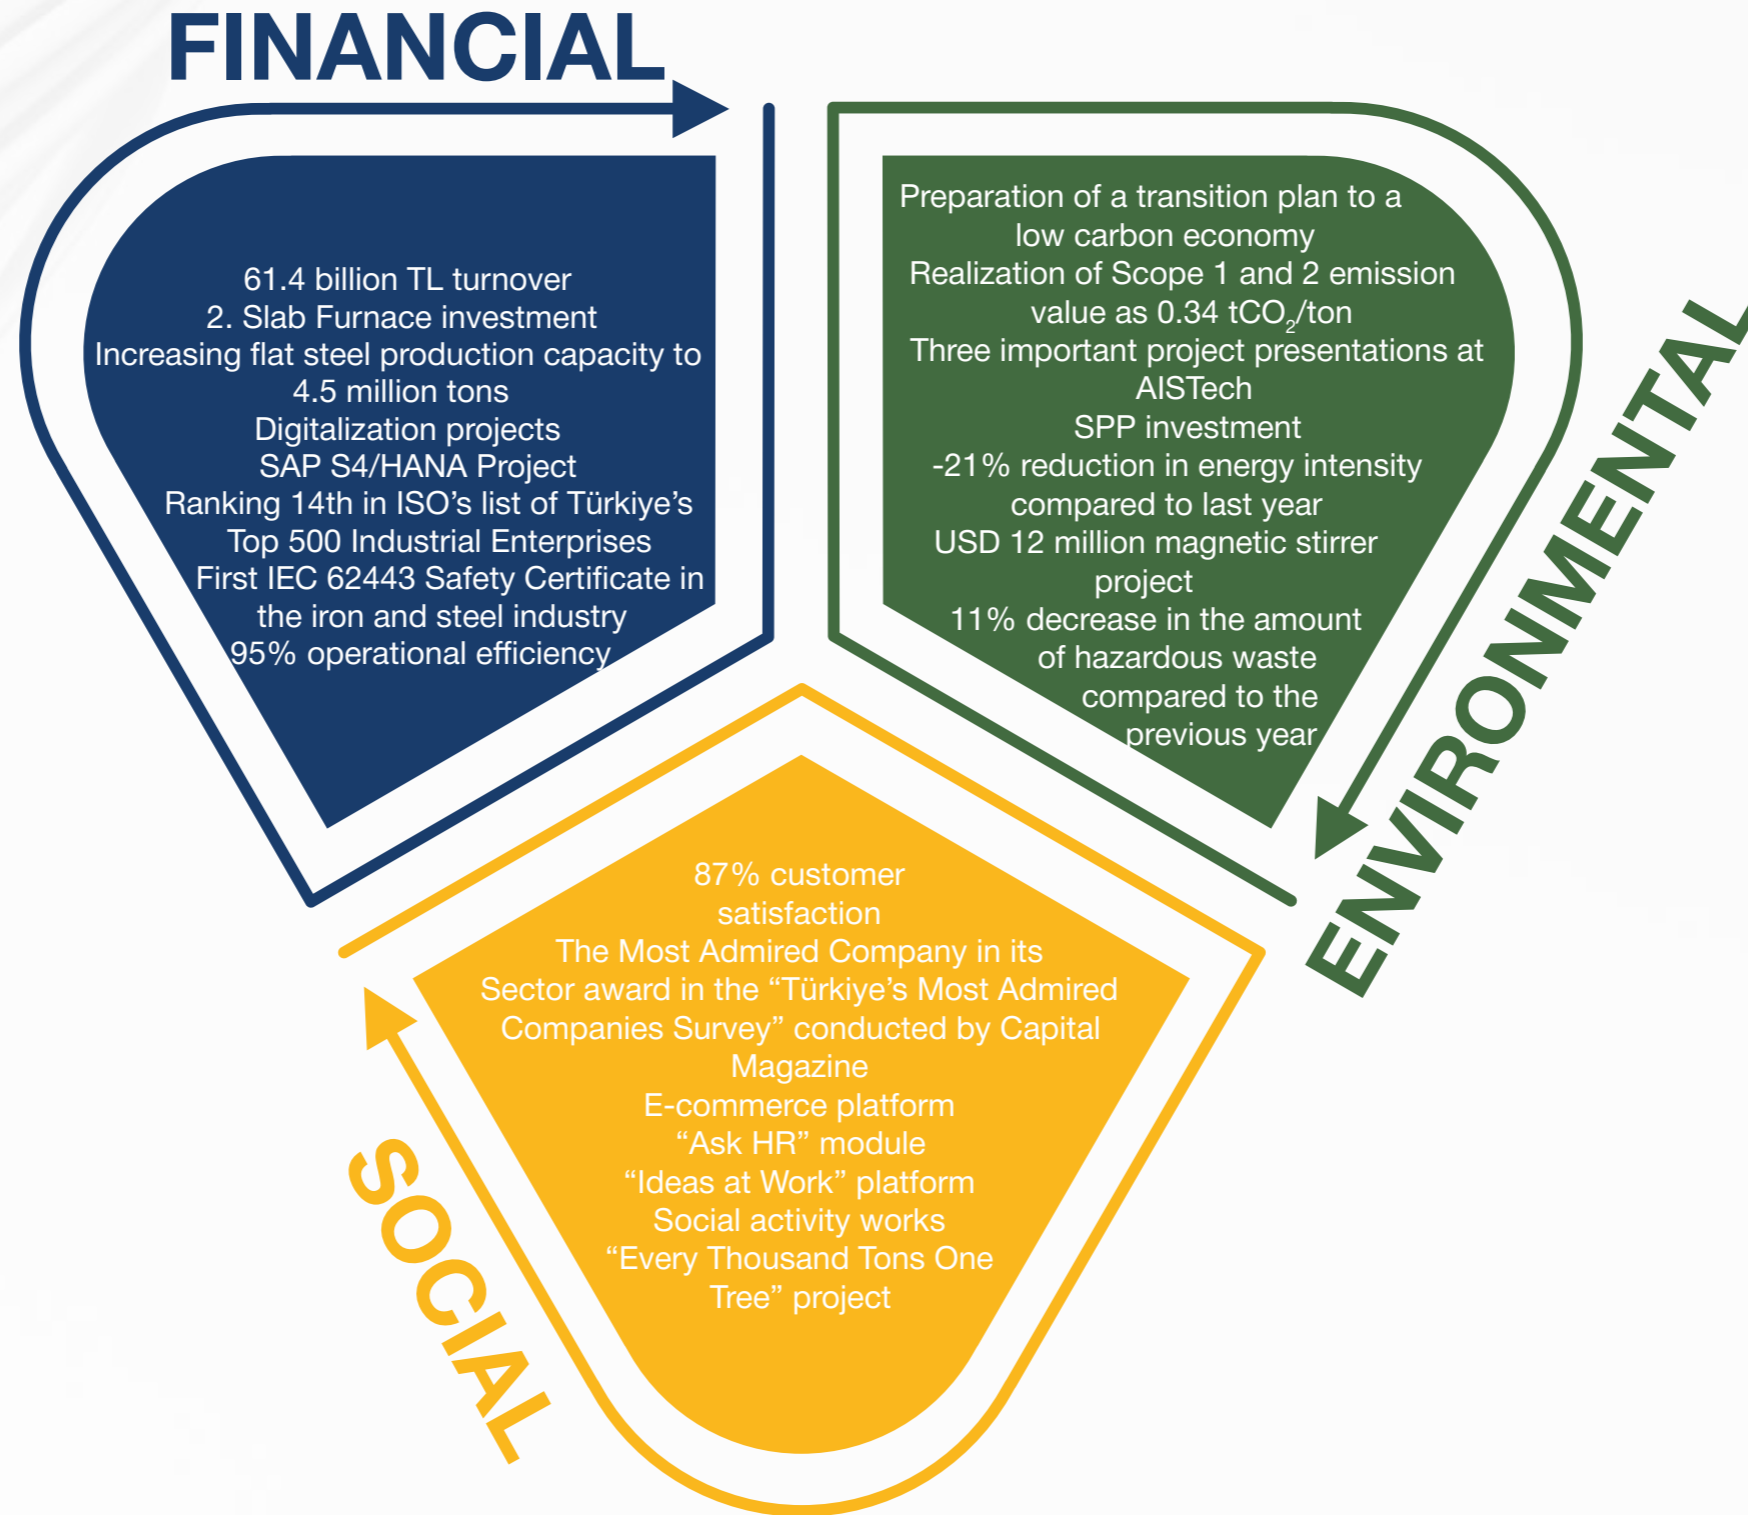 FINANCIAL
61.4 billion TL turnover
2. Slab Furnace investment
Increasing flat steel production capacity to
4.5 million tons
Digitalization projects
SAP S4/HANA Project
Ranking 14th in ISO’s list of Türkiye’s
Top 500 Industrial Enterprises
First IEC 62443 Safety Certificate in
the iron and steel industry
95% operational efficiency
ENVIRONMENTAL
Preparation of a transition plan to a
low carbon economy
Realization of Scope 1 and 2 emission
value as 0.34 tCO₂/ton
Three important project presentations at
AISTech
SPP investment
-21% reduction in energy intensity
compared to last year
USD 12 million magnetic stirrer
project
11% decrease in the amount
of hazardous waste
compared to the
previous year
SOCIAL
87% customer
satisfaction
The Most Admired Company in its
Sector award in the “Türkiye’s Most Admired
Companies Survey” conducted by Capital
Magazine
E-commerce platform
“Ask HR” module
“Ideas at Work” platform
Social activity works
“Every Thousand Tons One
Tree” project